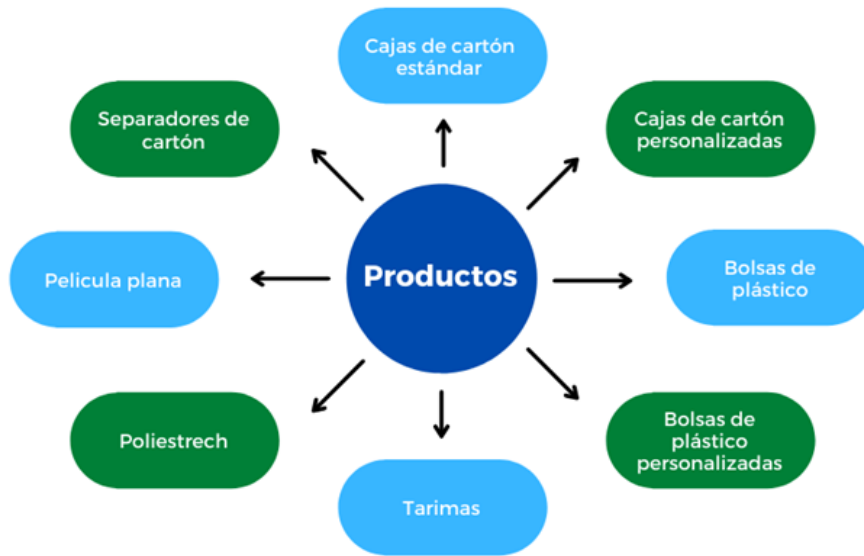 Cajas de cartón
estándar
Separadores de
cartón
Cajas de cartón
personalizadas
Pelicula plana
Productos
Bolsas de
plástico
Poliestrech
Bolsas de
plástico
personalizadas
Tarimas